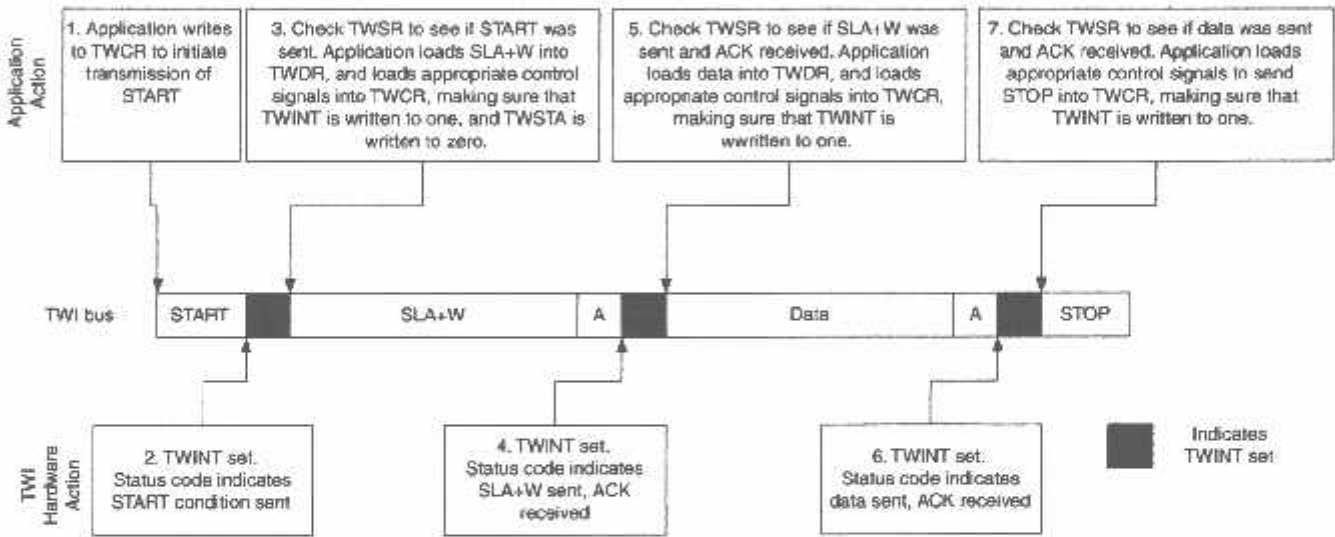 Application
Action
1. Application writes
to TWCR to initiate
transmission of
START
3. Check TWSR to see if START was
sent. Application loads SLA+W into
TWDR, and loads appropriate control
signals into TWCR, making sure that
TWINT is written to one, and TWSTA is
written to zero.
5. Check TWSR to see if SLA+W was
sent and ACK received. Application
loads data into TWDR, and loads
appropriate control signals into TWCR,
making sure that TWINT is
wwritten to one.
7. Check TWSR to see if data was sent
and ACK received. Application loads
appropriate control signals to send
STOP into TWCR, making sure that
TWINT is written to one.
TWI bus
START
SLA+W
A
Data
A
STOP
TWI
Hardware
Action
2. TWINT set.
Status code indicates
START condition sent
4. TWINT set.
Status code indicates
SLA+W sent, ACK
received
6. TWINT set.
Status code indicates
data sent, ACK received
Indicates
TWINT set